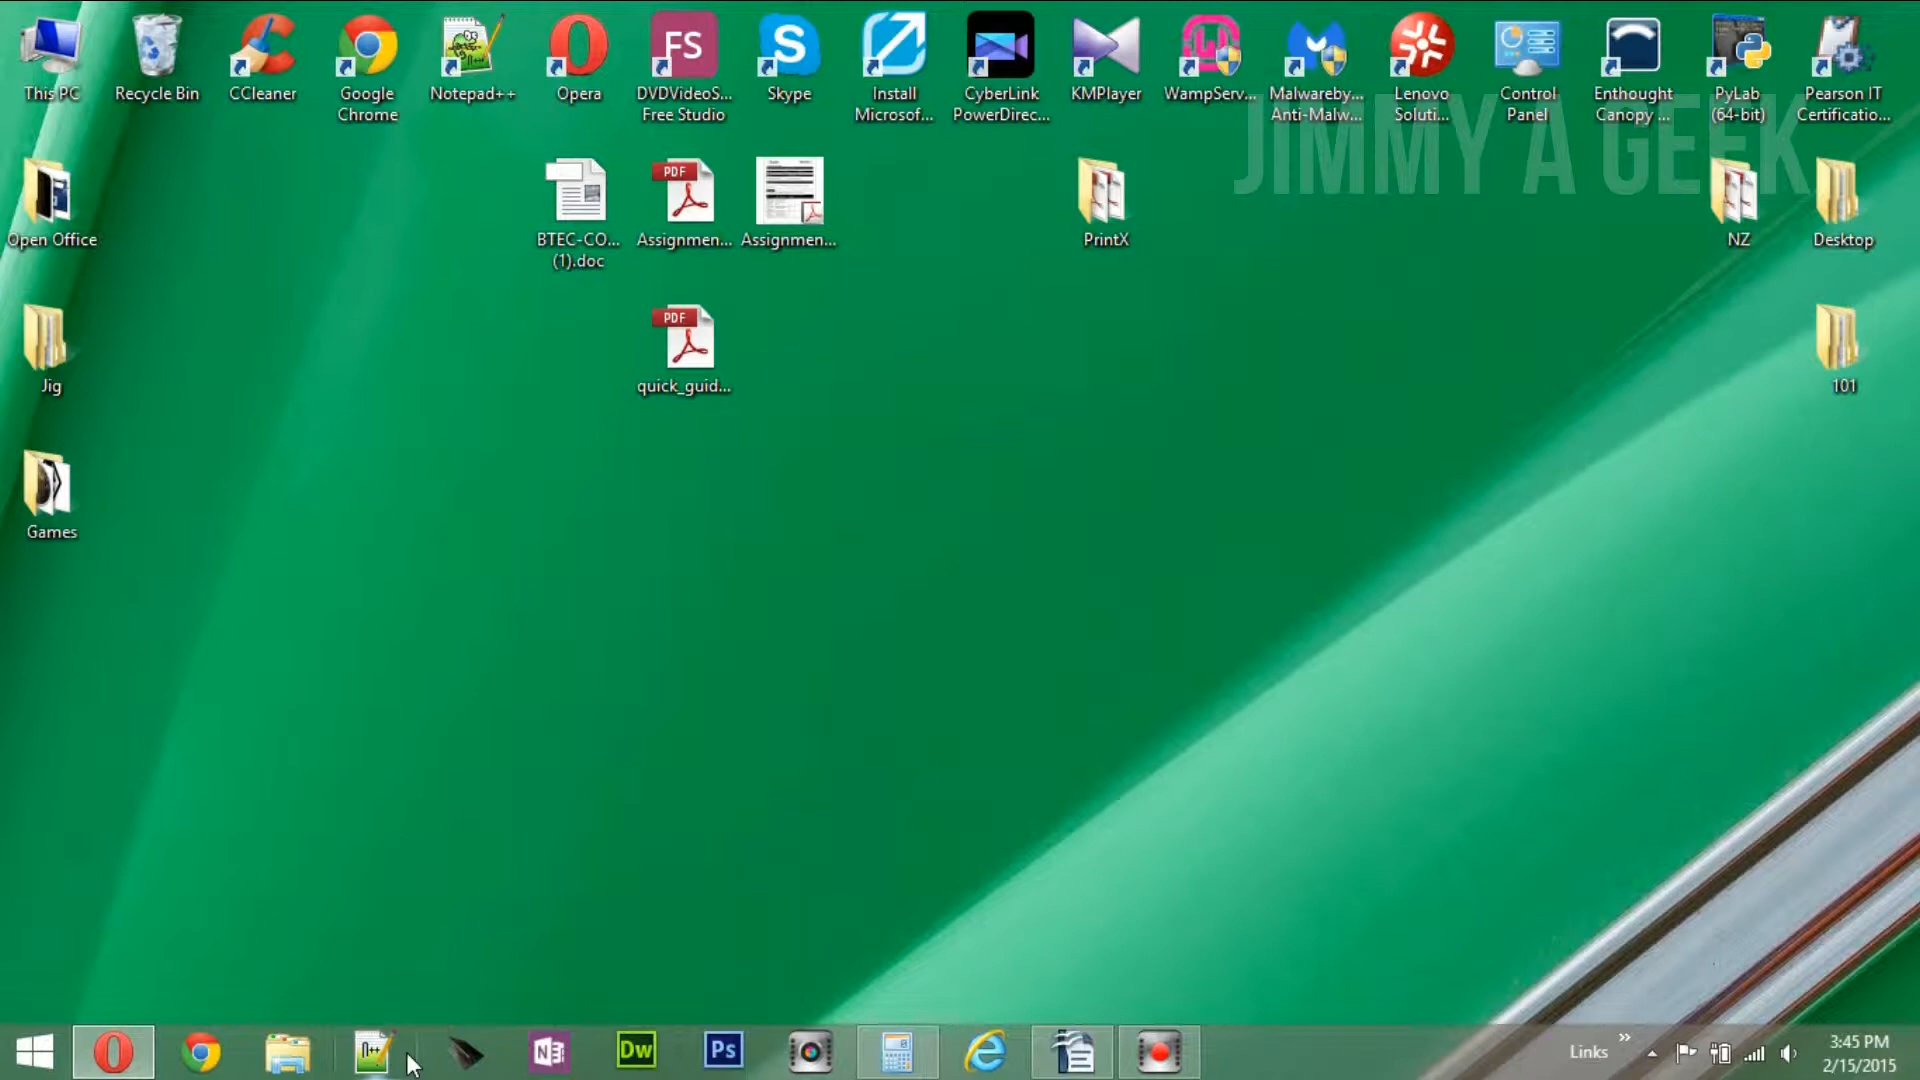 This PC
Recycle Bin
CCleaner
Google
Chrome
Notepad++
Opera
DVDVideoS...
Free Studio
Skype
Install
Microsof...
CyberLink
PowerDirec...
KMPlayer
WampServ...
Malwareby...
Anti-Malw...
Lenovo
Soluti...
Control
Panel
Enthought
Canopy ...
PyLab
(64-bit)
Pearson IT
Certificatio...
JIMMY A GEEK
Open Office
BTEC-CO...
(1).doc
PDF
Assignmen...
Assignmen...
PrintX
NZ
Desktop
Jig
PDF
quick_guid...
101
Games
FS
S
N
Dw
Ps
n++
Links
3:45 PM
2/15/2015